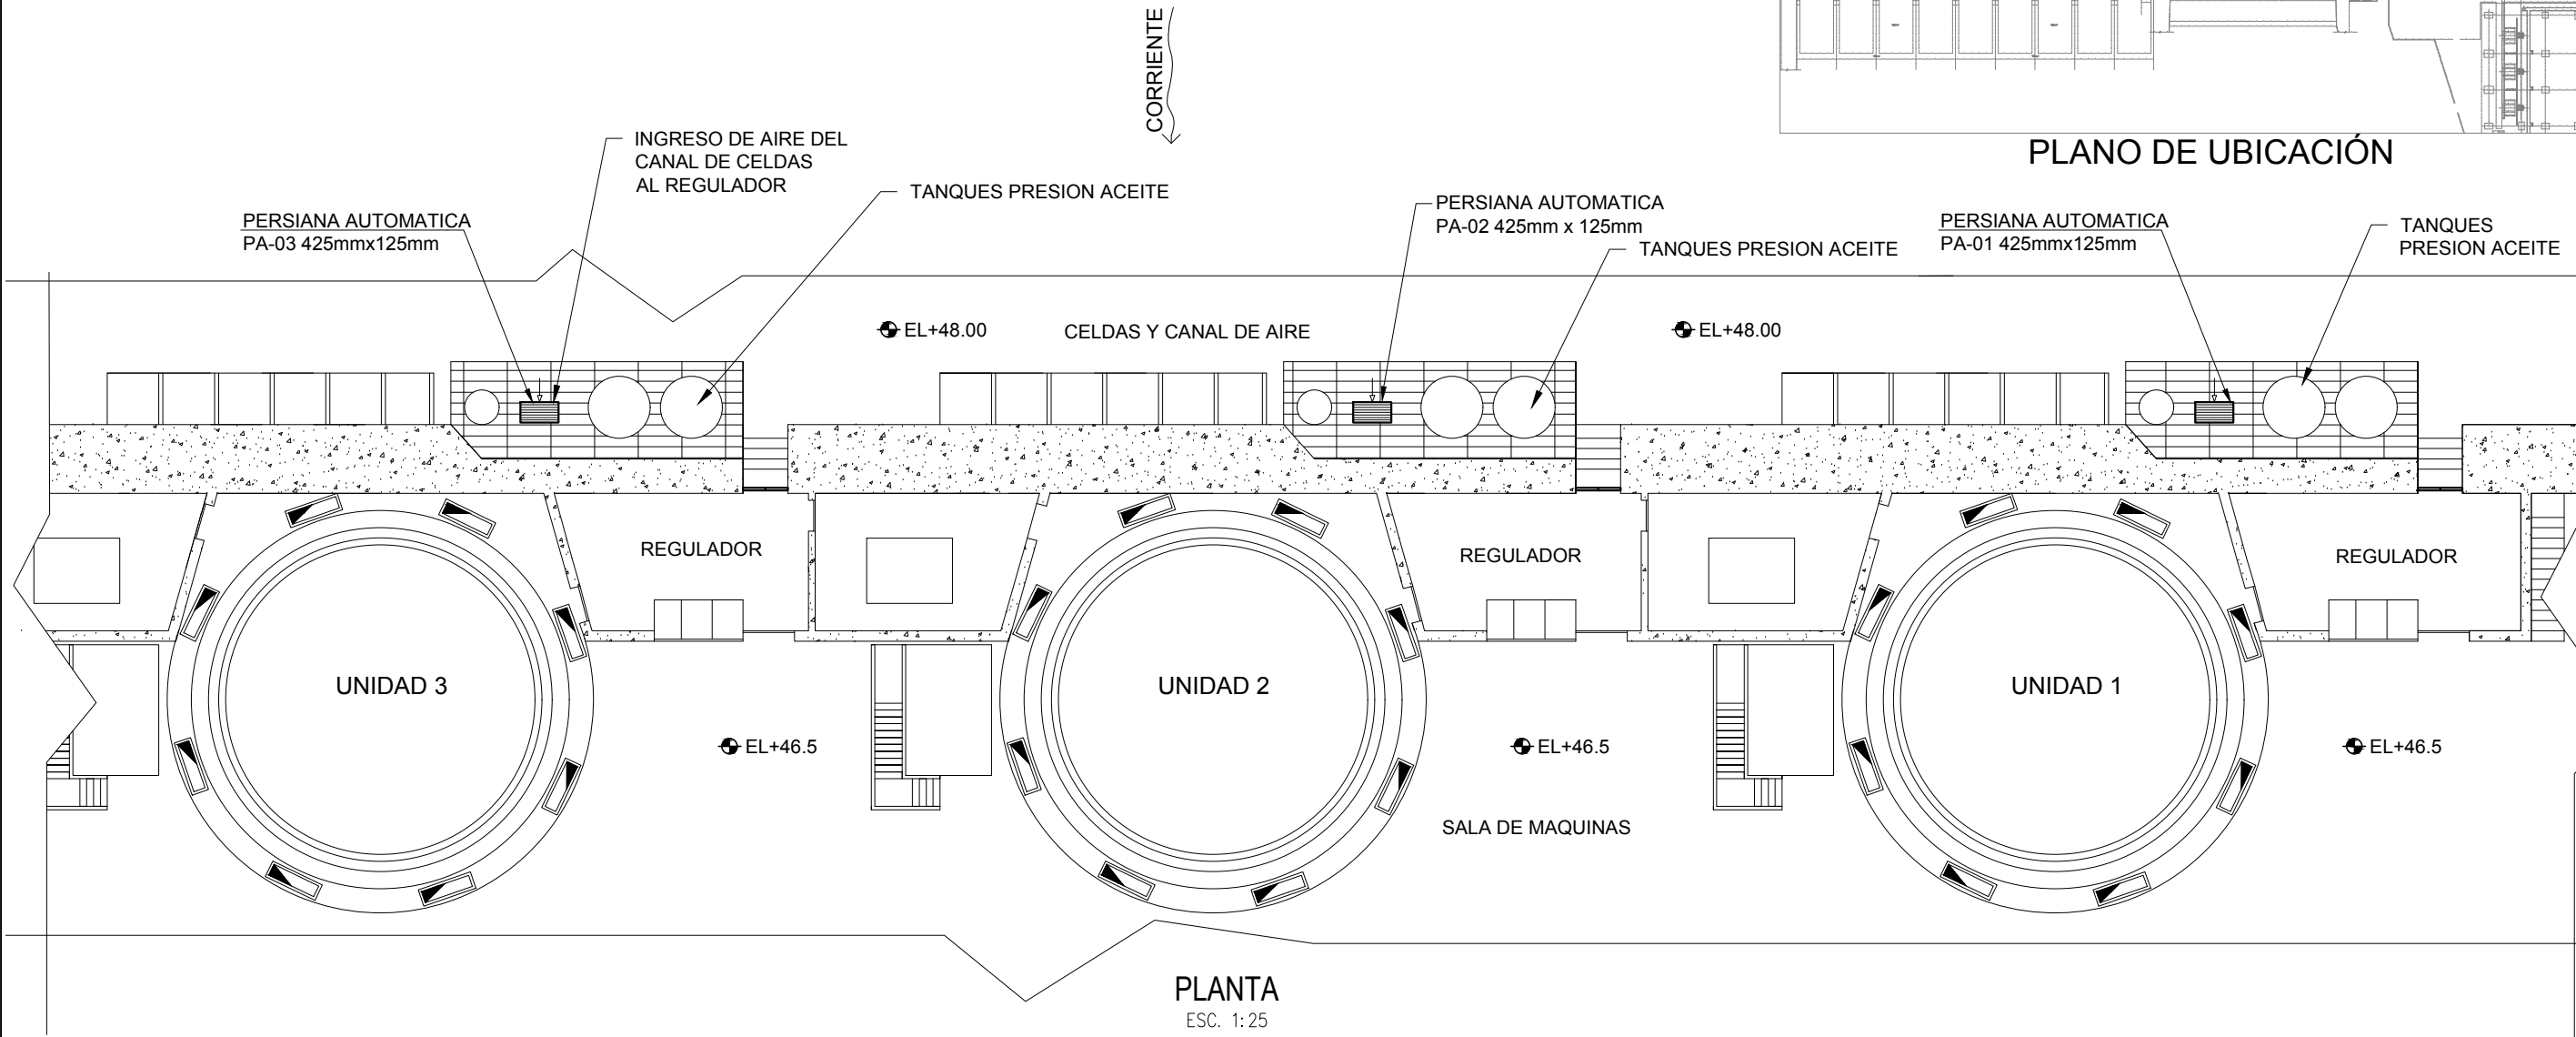 CORRIENTE
PLANO DE UBICACIÓN
INGRESO DE AIRE DEL
CANAL DE CELDAS
AL REGULADOR
TANQUES PRESION ACEITE
PERSIANA AUTOMATICA
PA-03 425mmx125mm
PERSIANA AUTOMATICA
PA-02 425mm x 125mm
TANQUES PRESION ACEITE
PERSIANA AUTOMATICA
PA-01 425mmx125mm
TANQUES
PRESION ACEITE
EL+48.00
CELDAS Y CANAL DE AIRE
EL+48.00
REGULADOR
REGULADOR
REGULADOR
UNIDAD 3
UNIDAD 2
UNIDAD 1
EL+46.5
EL+46.5
EL+46.5
SALA DE MAQUINAS
PLANTA
ESC. 1:25